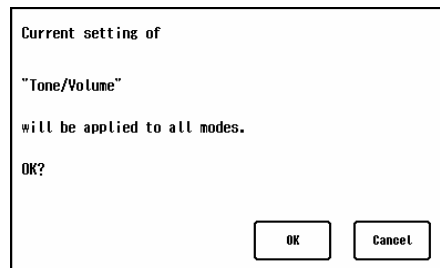 Current setting of
"Tone/Volume"
will be applied to all modes.
OK?
OK Cancel